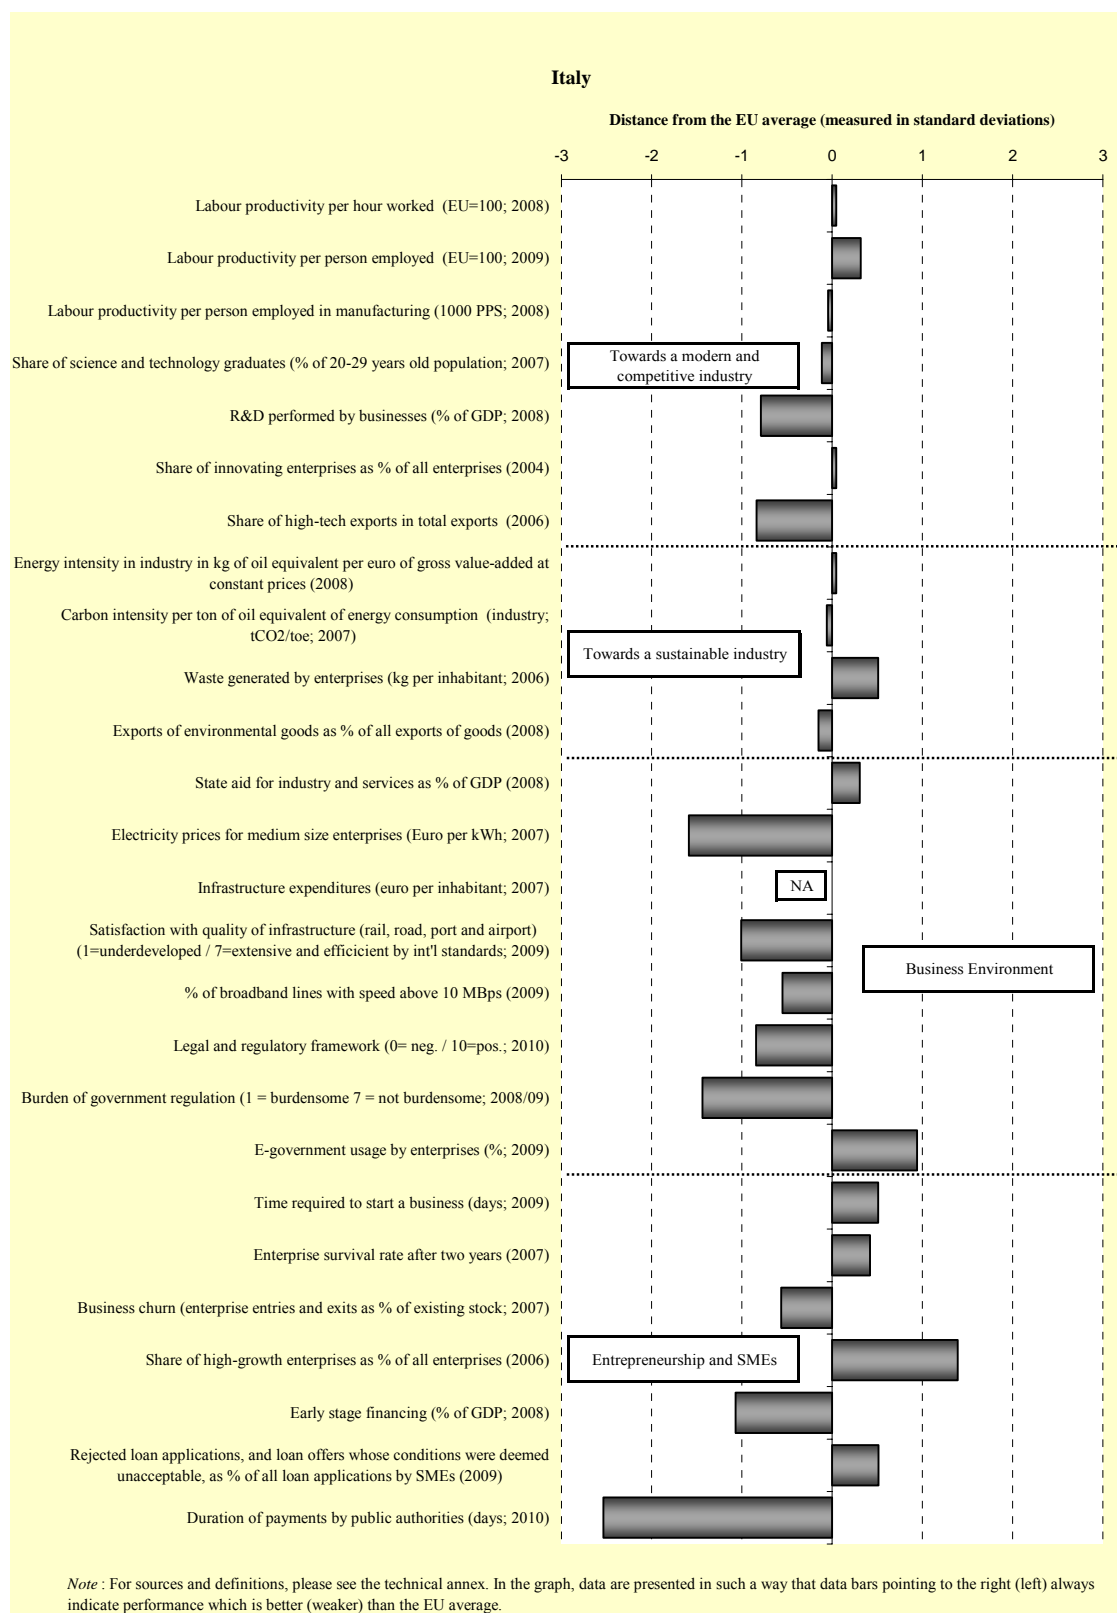 Italy
Distance from the EU average (measured in standard deviations)
-3 -2 -1 0 1 2 3
Labour productivity per hour worked (EU=100; 2008)
Labour productivity per person employed (EU=100; 2009)
Labour productivity per person employed in manufacturing (1000 PPS; 2008)
Share of science and technology graduates (% of 20-29 years old population; 2007)
Towards a modern and
competitive industry
R&D performed by businesses (% of GDP; 2008)
Share of innovating enterprises as % of all enterprises (2004)
Share of high-tech exports in total exports (2006)
Energy intensity in industry in kg of oil equivalent per euro of gross value-added at
constant prices (2008)
Carbon intensity per ton of oil equivalent of energy consumption (industry;
tCO2/toe; 2007)
Towards a sustainable industry
Waste generated by enterprises (kg per inhabitant; 2006)
Exports of environmental goods as % of all exports of goods (2008)
State aid for industry and services as % of GDP (2008)
Electricity prices for medium size enterprises (Euro per kWh; 2007)
Infrastructure expenditures (euro per inhabitant; 2007)
NA
Satisfaction with quality of infrastructure (rail, road, port and airport)
(1=underdeveloped / 7=extensive and efficicient by int'l standards; 2009)
Business Environment
% of broadband lines with speed above 10 MBps (2009)
Legal and regulatory framework (0= neg. / 10=pos.; 2010)
Burden of government regulation (1 = burdensome 7 = not burdensome; 2008/09)
E-government usage by enterprises (%; 2009)
Time required to start a business (days; 2009)
Enterprise survival rate after two years (2007)
Business churn (enterprise entries and exits as % of existing stock; 2007)
Share of high-growth enterprises as % of all enterprises (2006)
Entrepreneurship and SMEs
Early stage financing (% of GDP; 2008)
Rejected loan applications, and loan offers whose conditions were deemed
unacceptable, as % of all loan applications by SMEs (2009)
Duration of payments by public authorities (days; 2010)
Note : For sources and definitions, please see the technical annex. In the graph, data are presented in such a way that data bars pointing to the right (left) always
indicate performance which is better (weaker) than the EU average.